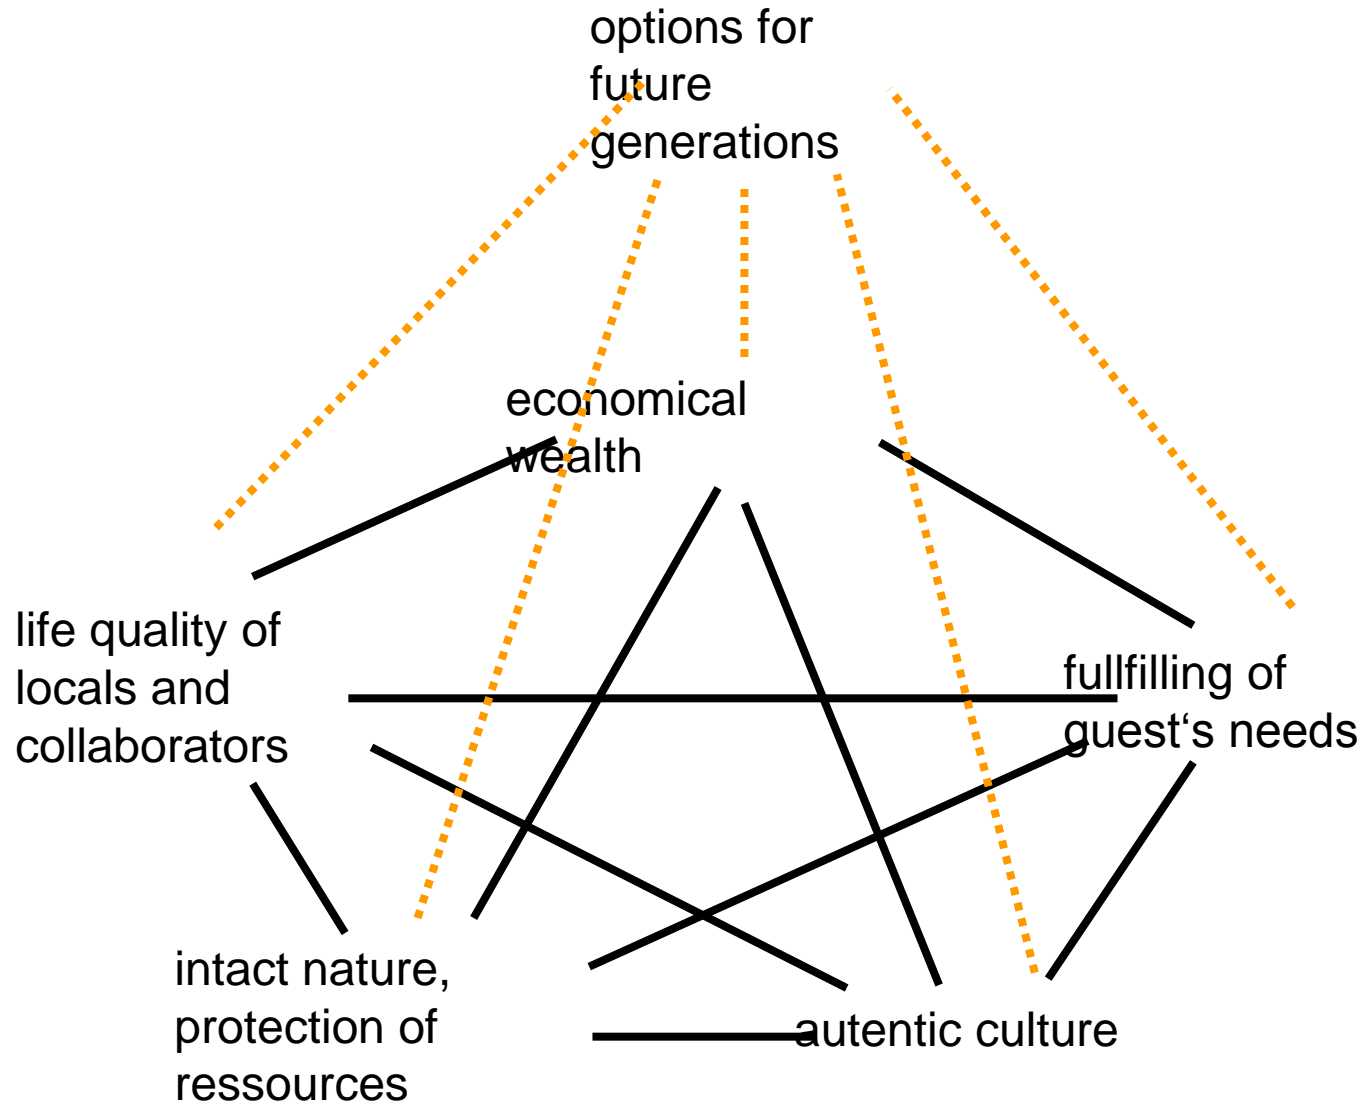 options for
future
generations
economical
wealth
life quality of
locals and
collaborators
fullfilling of
guest‘s needs
intact nature,
protection of
ressources
autentic culture